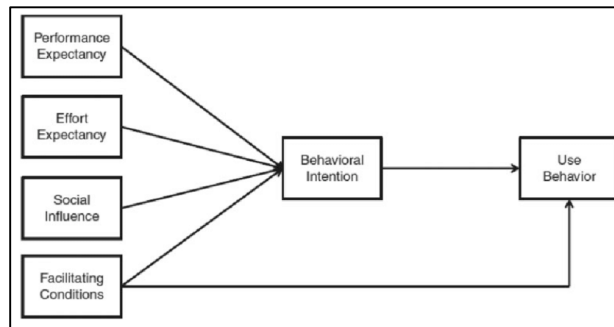 Performance
Expectancy
Effort
Expectancy
Social
Influence
Facilitating
Conditions
Behavioral
Intention
Use
Behavior